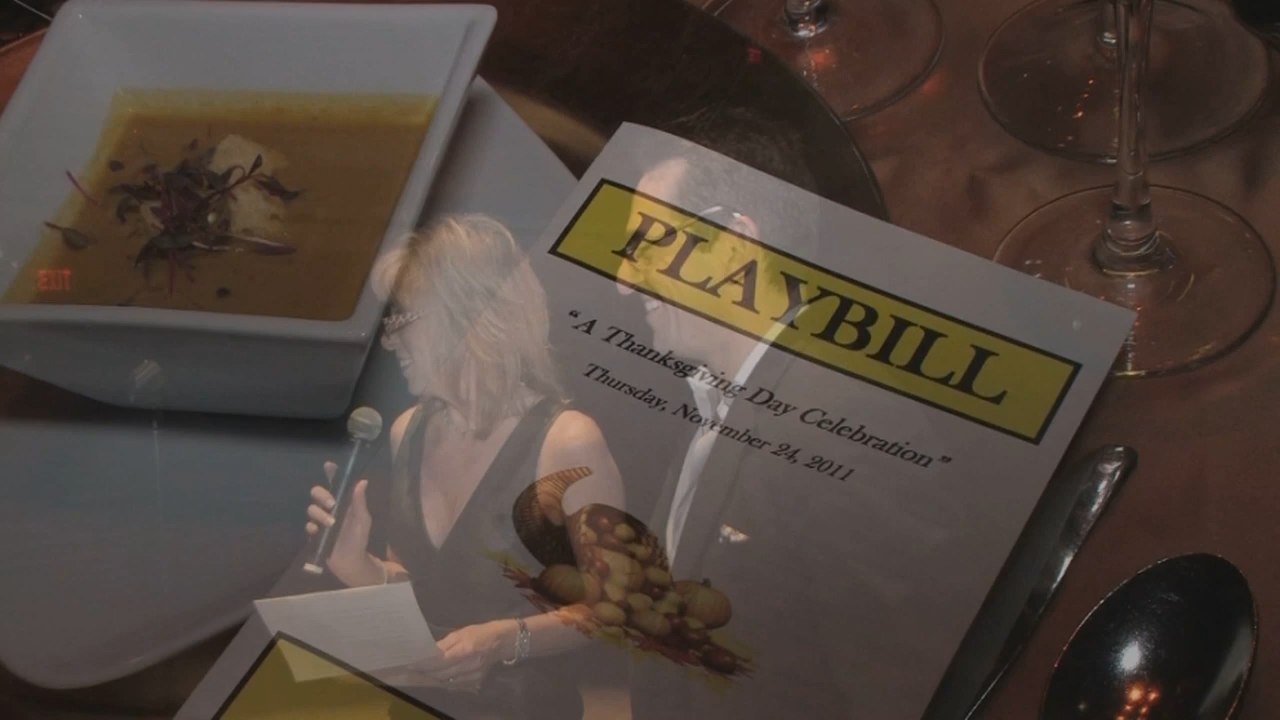 EXIT
PLAYBILL
“A Thanksgiving Day Celebration”
Thursday, November 24, 2011